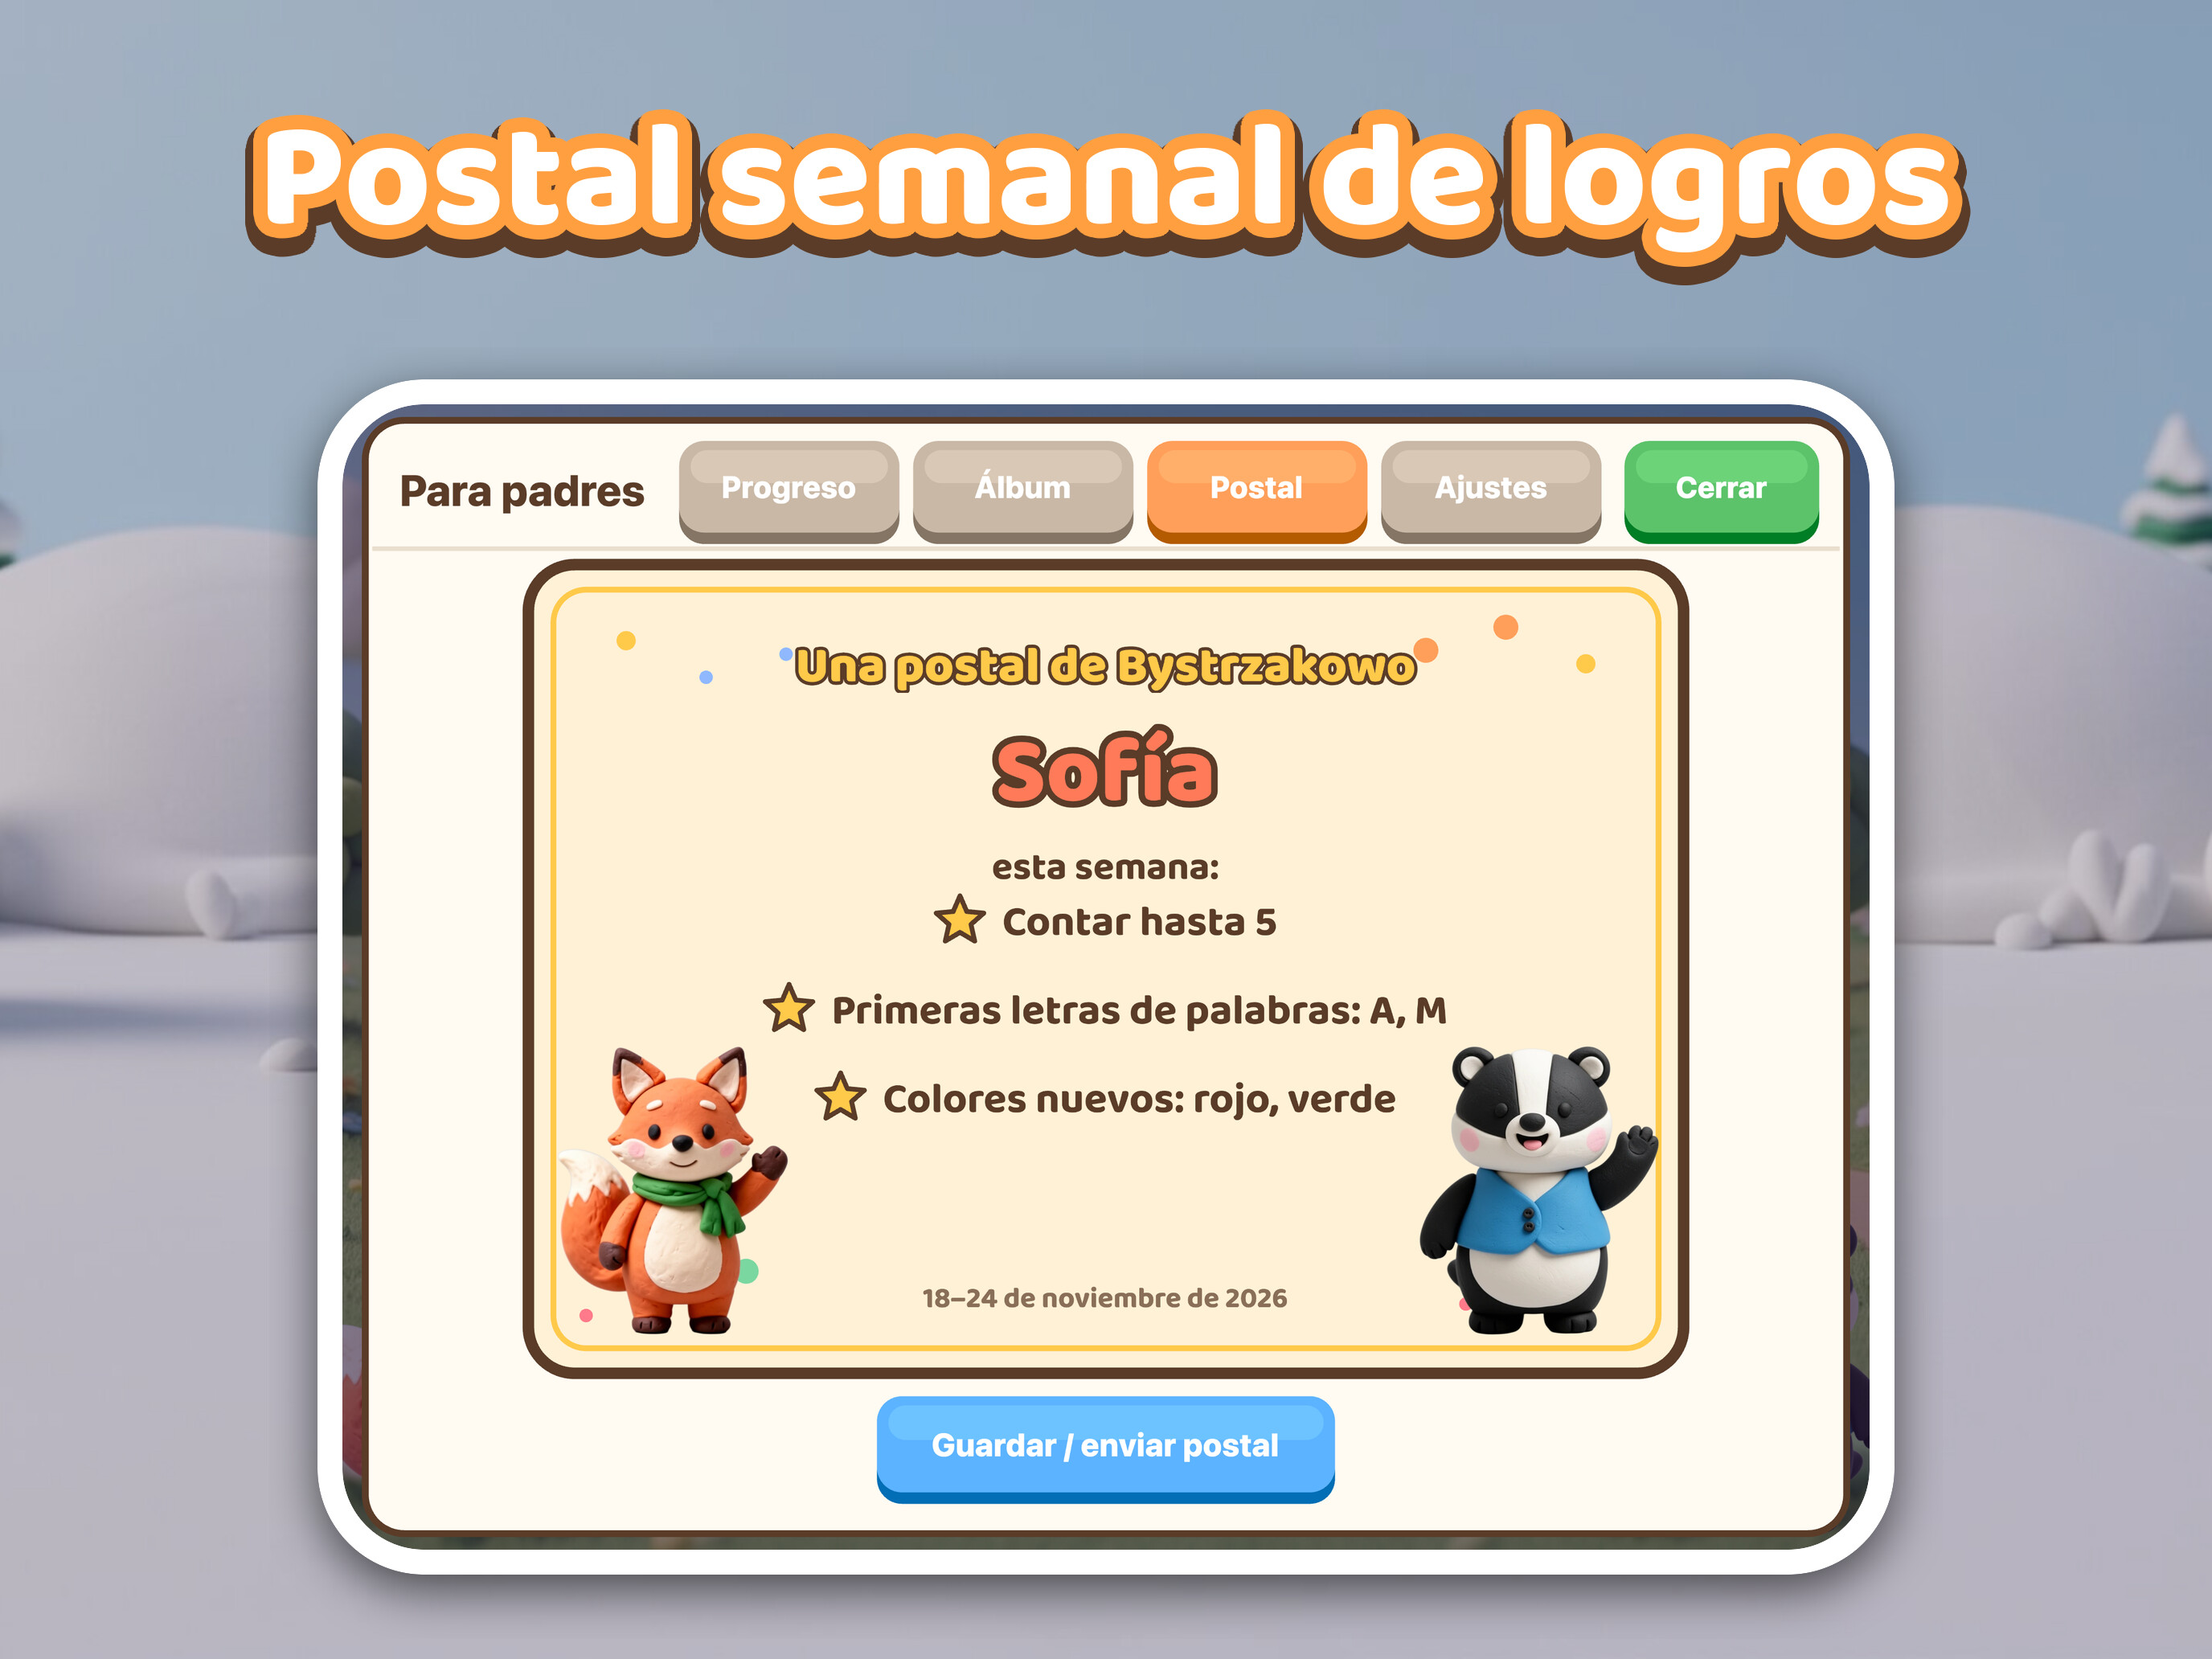 Postal semanal de logros
Para padres
Progreso
Álbum
Postal
Ajustes
Cerrar
Una postal de Bystrzakowo
Sofía
esta semana:
Contar hasta 5
Primeras letras de palabras: A, M
Colores nuevos: rojo, verde
18–24 de noviembre de 2026
Guardar / enviar postal